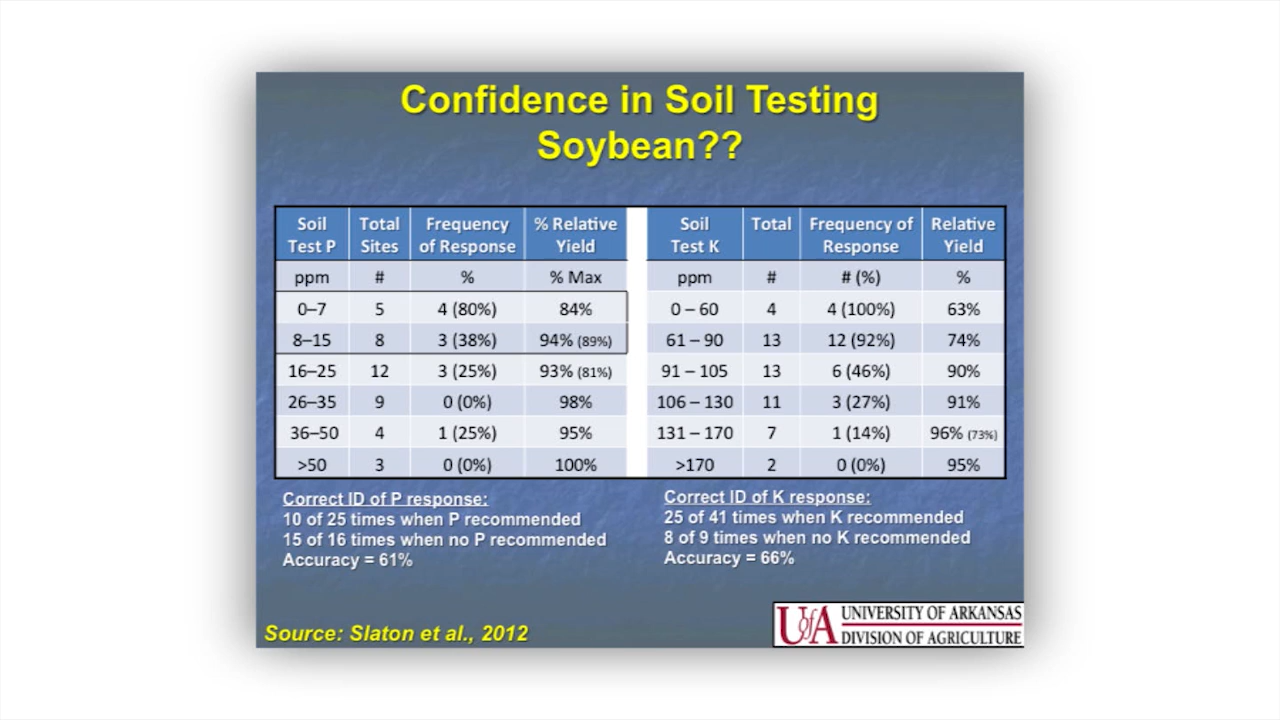 Confidence in Soil Testing
Soybean??
Soil Test P | Total Sites | Frequency of Response | % Relative Yield | Soil Test K | Total | Frequency of Response | Relative Yield
ppm | # | % | % Max | ppm | # | # (%) | %
0–7 | 5 | 4 (80%) | 84% | 0 – 60 | 4 | 4 (100%) | 63%
8–15 | 8 | 3 (38%) | 94% (89%) | 61 – 90 | 13 | 12 (92%) | 74%
16–25 | 12 | 3 (25%) | 93% (81%) | 91 – 105 | 13 | 6 (46%) | 90%
26–35 | 9 | 0 (0%) | 98% | 106 – 130 | 11 | 3 (27%) | 91%
36–50 | 4 | 1 (25%) | 95% | 131 – 170 | 7 | 1 (14%) | 96% (73%)
>50 | 3 | 0 (0%) | 100% | >170 | 2 | 0 (0%) | 95%
Correct ID of P response:
10 of 25 times when P recommended
15 of 16 times when no P recommended
Accuracy = 61%
Correct ID of K response:
25 of 41 times when K recommended
8 of 9 times when no K recommended
Accuracy = 66%
Source: Slaton et al., 2012
UofA UNIVERSITY OF ARKANSAS
DIVISION OF AGRICULTURE